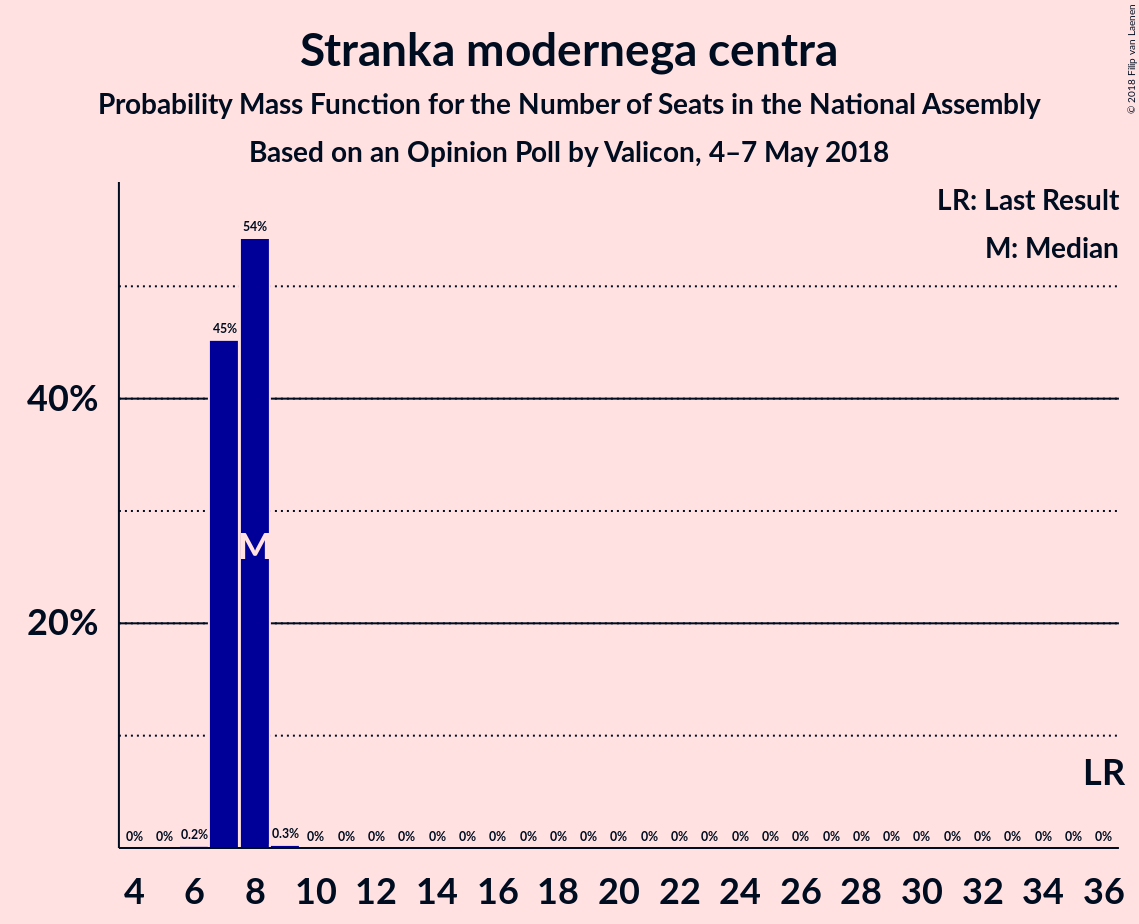 Stranka modernega centra
Probability Mass Function for the Number of Seats in the National Assembly
Based on an Opinion Poll by Valicon, 4–7 May 2018
© 2018 Filip van Laenen
LR: Last Result
M: Median
54%
45%
40%
M
20%
LR
0% 0% 0.2% 0.3% 0% 0% 0% 0% 0% 0% 0% 0% 0% 0% 0% 0% 0% 0% 0% 0% 0% 0% 0% 0% 0% 0% 0% 0% 0% 0% 0%
4 6 8 10 12 14 16 18 20 22 24 26 28 30 32 34 36